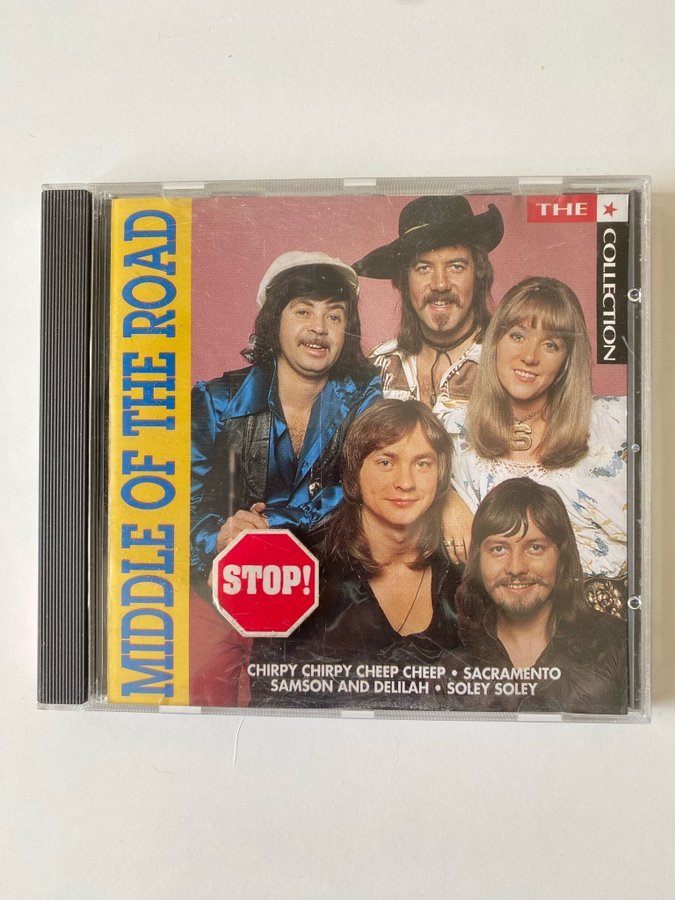 MIDDLE OF THE ROAD
THE
COLLECTION
STOP!
CHIRPY CHIRPY CHEEP CHEEP • SACRAMENTO
SAMSON AND DELILAH • SOLEY SOLEY